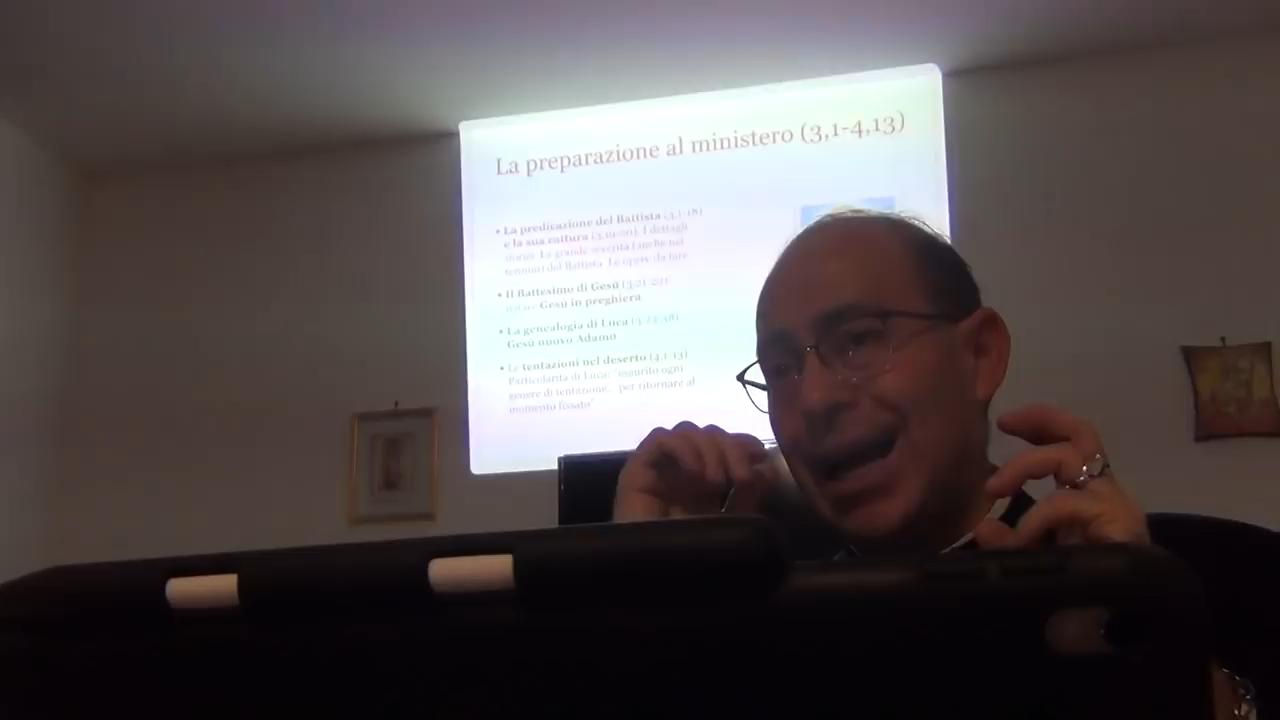 La preparazione al ministero (3,1-4,13)
• La predicazione del Battista (3,1-18)
e la sua cattura (3,19-20). I dettagli
storici. La grande severità (anche nei
termini) del Battista. Le opere da fare
• Il Battesimo di Gesù (3,21-22):
Gesù in preghiera
• La genealogia di Luca (3,23-38)
Gesù nuovo Adamo
• Le tentazioni nel deserto (4,1-13)
Particolarità di Luca: "esaurito ogni
genere di tentazione... per ritornare al
momento fissato"